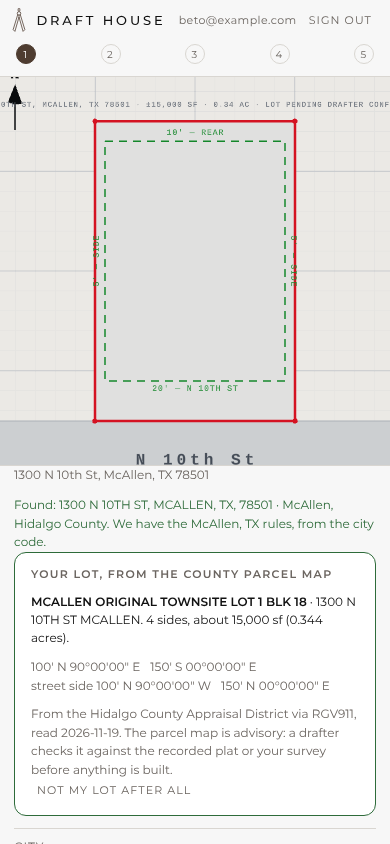 DRAFT HOUSE
beto@example.com SIGN OUT
1 2 3 4 5
ST, MCALLEN, TX 78501 · ±15,000 SF · 0.34 AC · LOT PENDING DRAFTER
10' — REAR
SIDE
SIDE
20' — N 10TH ST
N 10th St
1300 N 10th St, McAllen, TX 78501
Found: 1300 N 10TH ST, MCALLEN, TX, 78501 · McAllen,
Hidalgo County. We have the McAllen, TX rules, from the city
code.
YOUR LOT, FROM THE COUNTY PARCEL MAP
MCALLEN ORIGINAL TOWNSITE LOT 1 BLK 18 · 1300 N
10TH ST MCALLEN. 4 sides, about 15,000 sf (0.344
acres).
100' N 90°00'00" E 150' S 00°00'00" E
street side 100' N 90°00'00" W 150' N 00°00'00" E
From the Hidalgo County Appraisal District via RGV911,
read 2026-11-19. The parcel map is advisory: a drafter
checks it against the recorded plat or your survey
before anything is built.
NOT MY LOT AFTER ALL